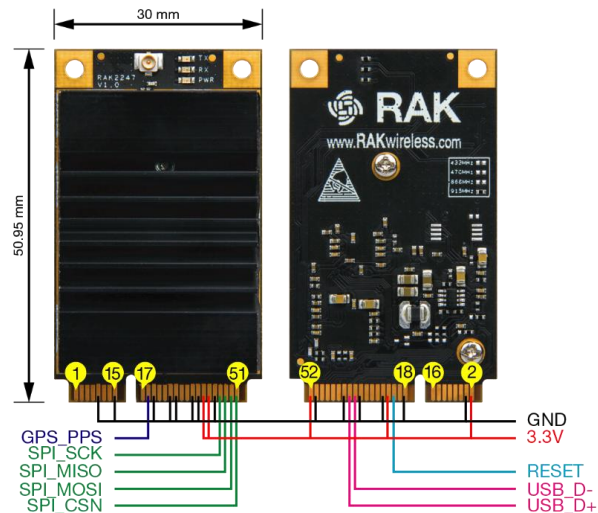 30 mm
50.95 mm
RAK2247
V1.0
TX
RX
PWR
RAK
www.RAKwireless.com
433MHz
470MHz
868MHz
915MHz
1
15
17
51
52
18
16
2
GND
GPS_PPS
3.3V
SPI_SCK
SPI_MISO
RESET
SPI_MOSI
USB_D-
SPI_CSN
USB_D+